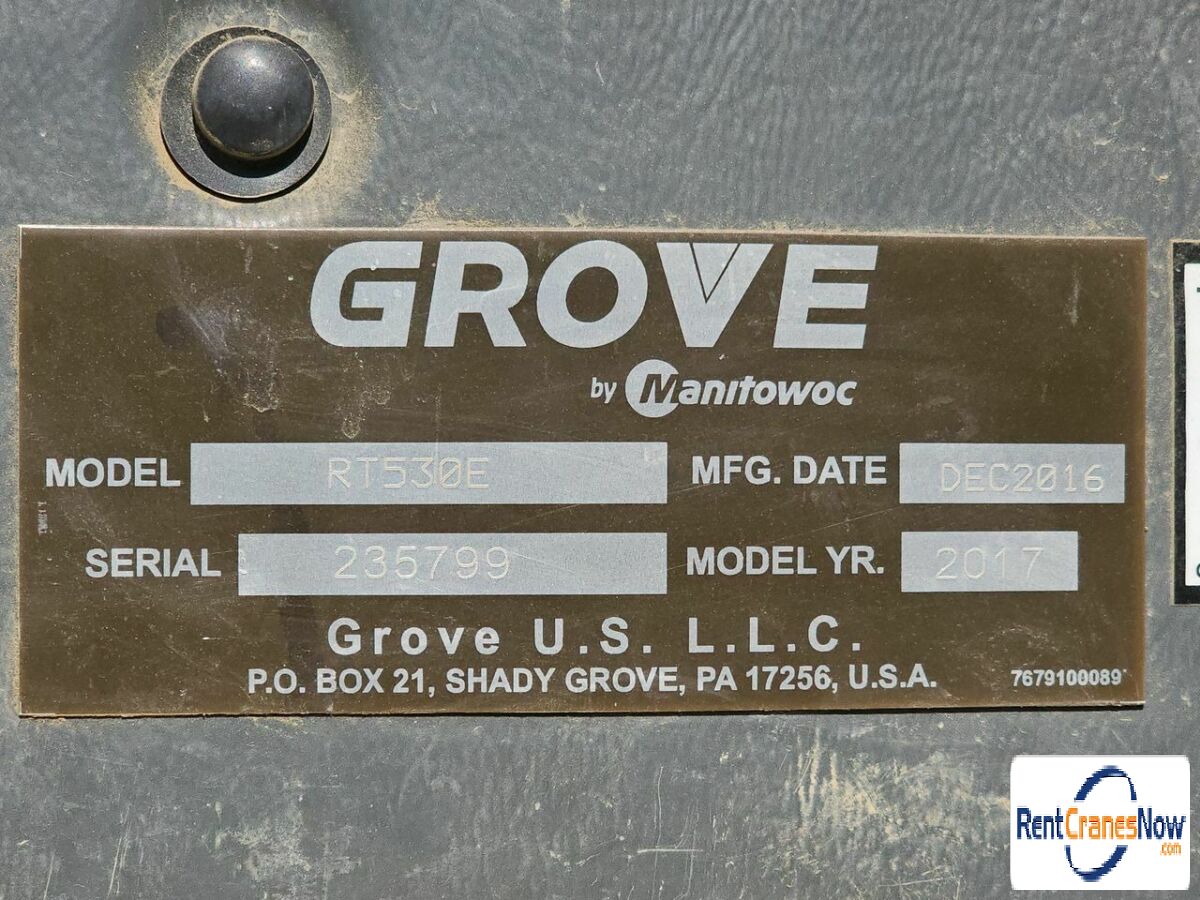 GROVE
by Manitowoc
MODEL RT530E MFG. DATE DEC2016
SERIAL 235799 MODEL YR. 2017
Grove U.S. L.L.C.
P.O. BOX 21, SHADY GROVE, PA 17256, U.S.A. 7679100089
RentCranesNow
.com